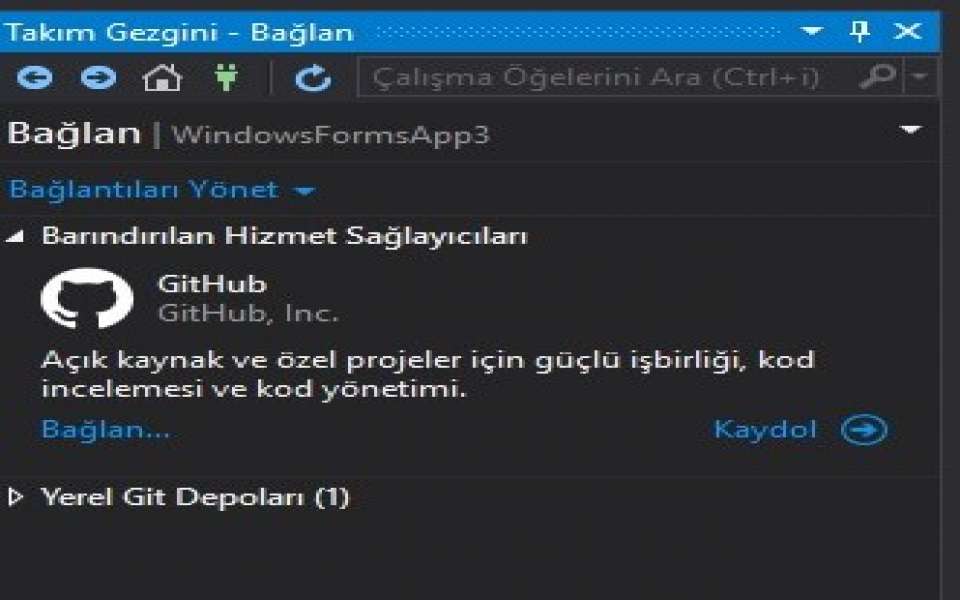 Takım Gezgini - Bağlan
Çalışma Öğelerini Ara (Ctrl+i)
Bağlan | WindowsFormsApp3
Bağlantıları Yönet
Barındırılan Hizmet Sağlayıcıları
GitHub
GitHub, Inc.
Açık kaynak ve özel projeler için güçlü işbirliği, kod
incelemesi ve kod yönetimi.
Bağlan... Kaydol
Yerel Git Depoları (1)